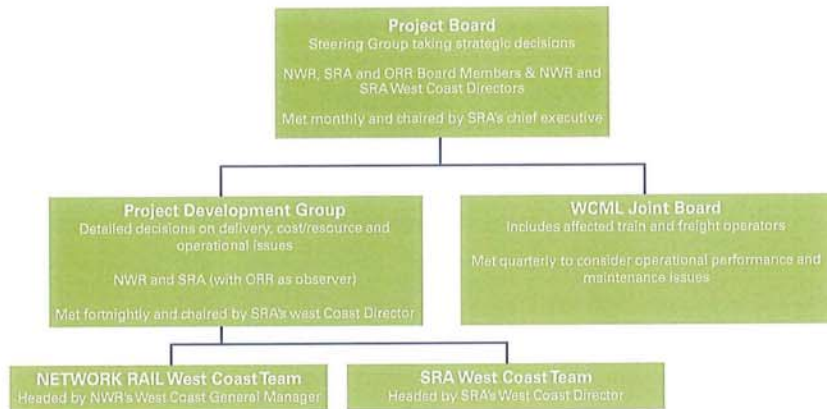 Project Board
Steering Group taking strategic decisions
NWR, SRA and ORR Board Members & NWR and
SRA West Coast Directors
Met monthly and chaired by SRA's chief executive
Project Development Group
Detailed decisions on delivery, cost/resource and
operational issues
NWR and SRA (with ORR as observer)
Met fortnightly and chaired by SRA's west Coast Director
WCML Joint Board
Includes affected train and freight operators
Met quarterly to consider operational performance and
maintenance issues
NETWORK RAIL West Coast Team
Headed by NWR's West Coast General Manager
SRA West Coast Team
Headed by SRA's West Coast Director